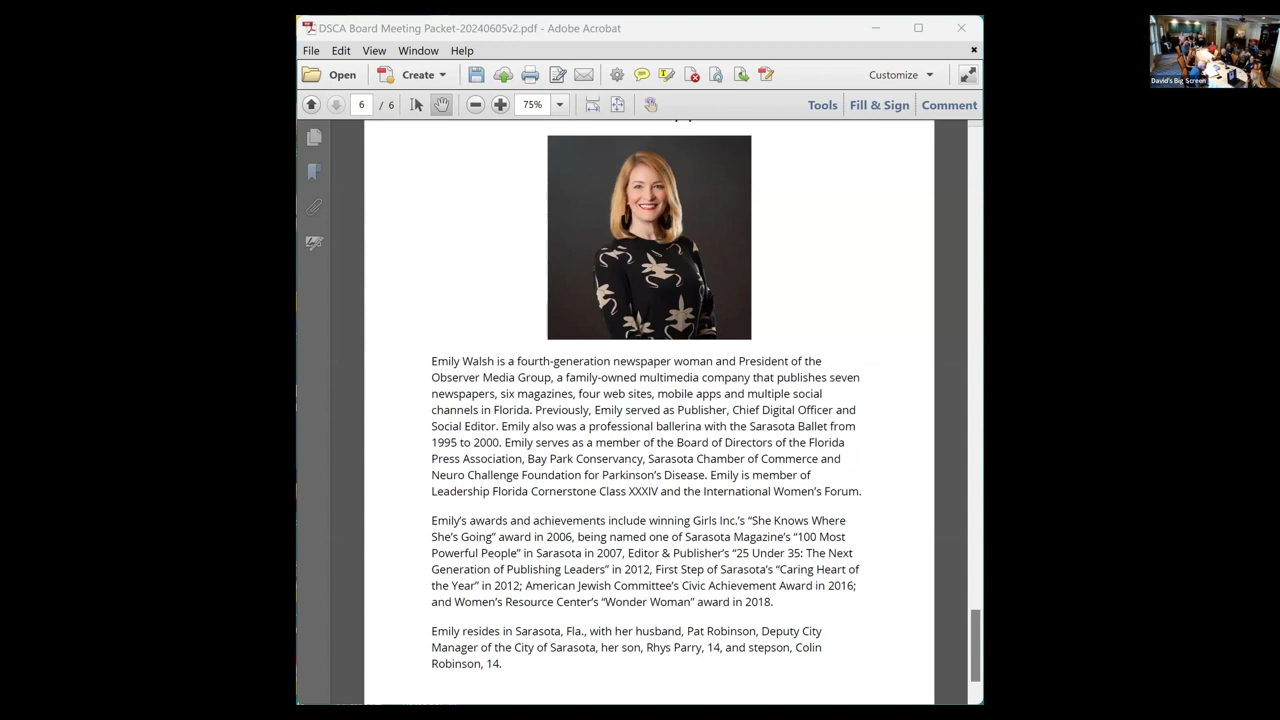 DSCA Board Meeting Packet-20240605v2.pdf - Adobe Acrobat
File Edit View Window Help
Open Create Customize
6 / 6 75% Tools Fill & Sign Comment
David's Big Screen
Emily Walsh is a fourth-generation newspaper woman and President of the
Observer Media Group, a family-owned multimedia company that publishes seven
newspapers, six magazines, four web sites, mobile apps and multiple social
channels in Florida. Previously, Emily served as Publisher, Chief Digital Officer and
Social Editor. Emily also was a professional ballerina with the Sarasota Ballet from
1995 to 2000. Emily serves as a member of the Board of Directors of the Florida
Press Association, Bay Park Conservancy, Sarasota Chamber of Commerce and
Neuro Challenge Foundation for Parkinson's Disease. Emily is member of
Leadership Florida Cornerstone Class XXXIV and the International Women's Forum.
Emily's awards and achievements include winning Girls Inc.'s “She Knows Where
She's Going” award in 2006, being named one of Sarasota Magazine's “100 Most
Powerful People” in Sarasota in 2007, Editor & Publisher's “25 Under 35: The Next
Generation of Publishing Leaders” in 2012, First Step of Sarasota's “Caring Heart of
the Year” in 2012; American Jewish Committee's Civic Achievement Award in 2016;
and Women's Resource Center's “Wonder Woman” award in 2018.
Emily resides in Sarasota, Fla., with her husband, Pat Robinson, Deputy City
Manager of the City of Sarasota, her son, Rhys Parry, 14, and stepson, Colin
Robinson, 14.